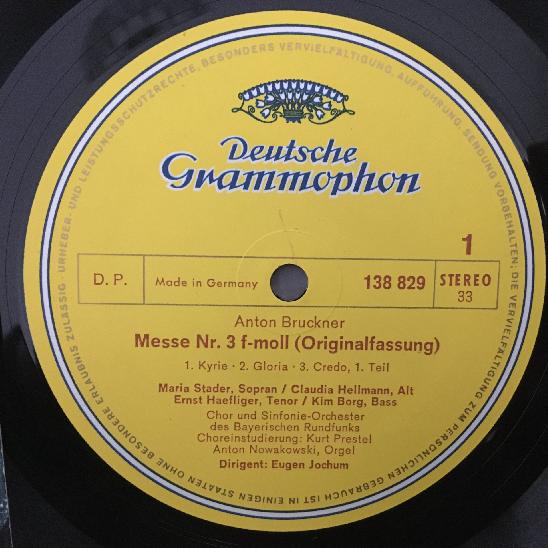 Deutsche
Grammophon
1
D.P.
Made in Germany
138 829
STEREO
33
Anton Bruckner
Messe Nr. 3 f-moll (Originalfassung)
1. Kyrie · 2. Gloria · 3. Credo, 1. Teil
Maria Stader, Sopran / Claudia Hellmann, Alt
Ernst Haefliger, Tenor / Kim Borg, Bass
Chor und Sinfonie-Orchester
des Bayerischen Rundfunks
Choreinstudierung: Kurt Prestel
Anton Nowakowski, Orgel
Dirigent: Eugen Jochum
URHEBER- UND LEISTUNGSSCHUTZRECHTE, BESONDERS VERVIELFÄLTIGUNG, AUFFÜHRUNG, SENDUNG VORBEHALTEN; DIE VERVIELFÄLTIGUNG ZUM PERSÖNLICHEN GEBRAUCH IST IN EINIGEN STAATEN OHNE BESONDERE ERLAUBNIS ZULÄSSIG ·